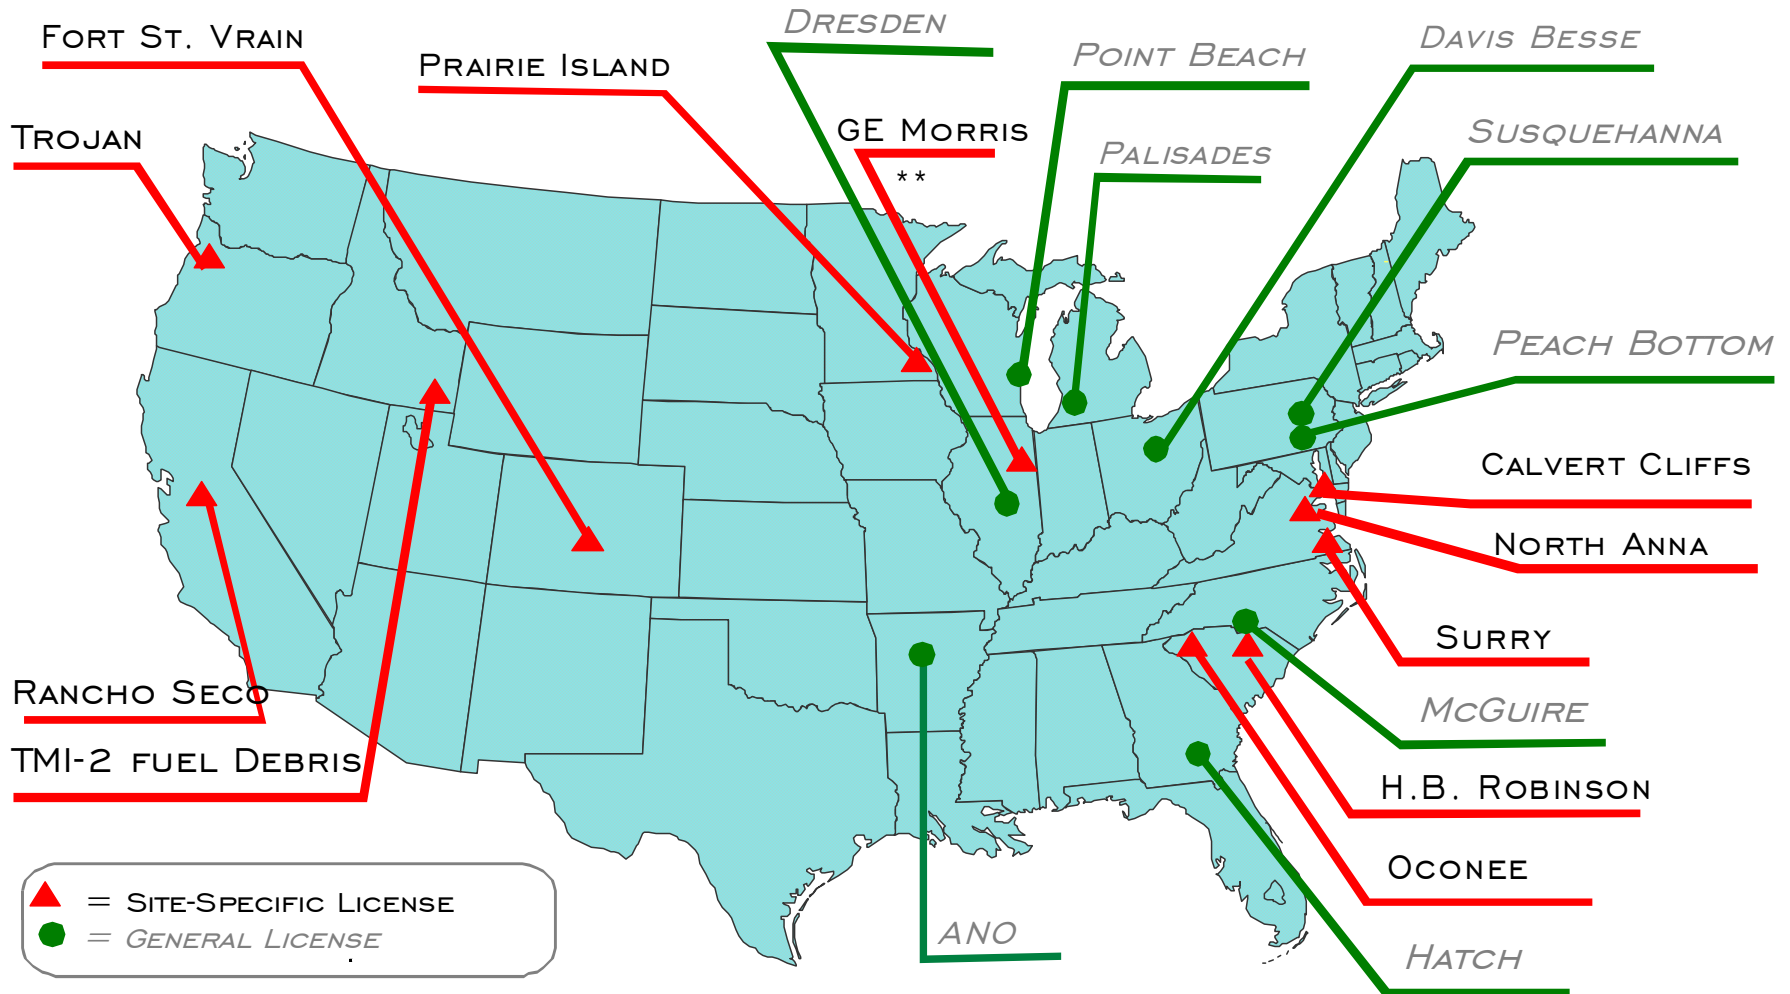 DRESDEN
FORT ST. VRAIN
DAVIS BESSE
POINT BEACH
PRAIRIE ISLAND
GE MORRIS
**
SUSQUEHANNA
TROJAN
PALISADES
PEACH BOTTOM
CALVERT CLIFFS
NORTH ANNA
SURRY
RANCHO SECO
MCGUIRE
TMI-2 FUEL DEBRIS
H.B. ROBINSON
OCONEE
= SITE-SPECIFIC LICENSE
= GENERAL LICENSE
.
ANO
HATCH